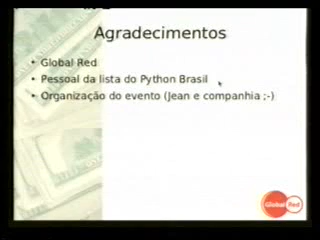 Agradecimentos
• Global Red
• Pessoal da lista do Python Brasil
• Organização do evento (Jean e companhia ;-)
Global Red